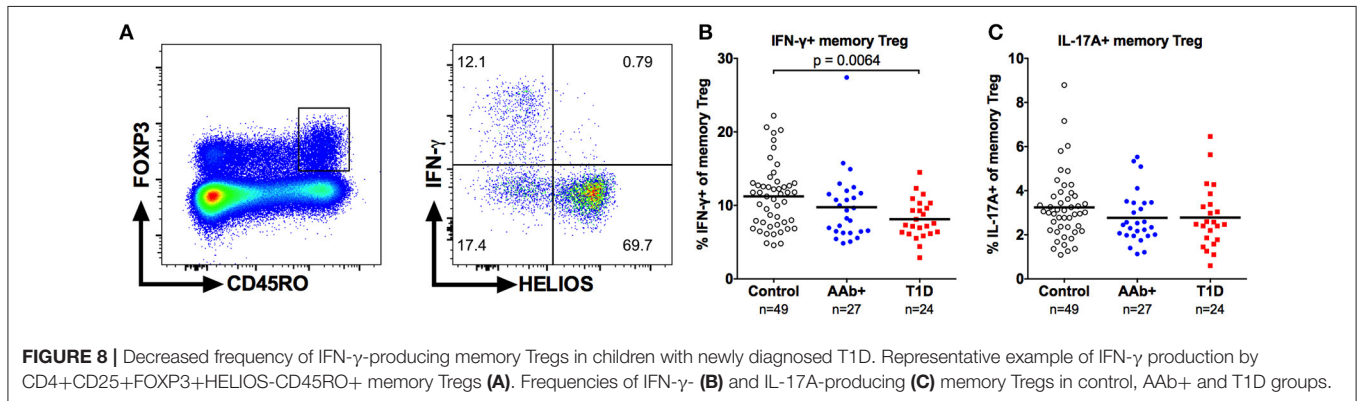 A
FOXP3
CD45RO
12.1
0.79
IFN-γ
17.4
69.7
HELIOS
B
IFN-γ+ memory Treg
p = 0.0064
% IFN-γ+ of memory Treg
30
20
10
0
Control
AAb+
T1D
n=49
n=27
n=24
C
IL-17A+ memory Treg
% IL-17A+ of memory Treg
10
8
6
4
2
0
Control
AAb+
T1D
n=49
n=27
n=24
FIGURE 8 | Decreased frequency of IFN-γ-producing memory Tregs in children with newly diagnosed T1D. Representative example of IFN-γ production by
CD4+CD25+FOXP3+HELIOS-CD45RO+ memory Tregs (A). Frequencies of IFN-γ- (B) and IL-17A-producing (C) memory Tregs in control, AAb+ and T1D groups.